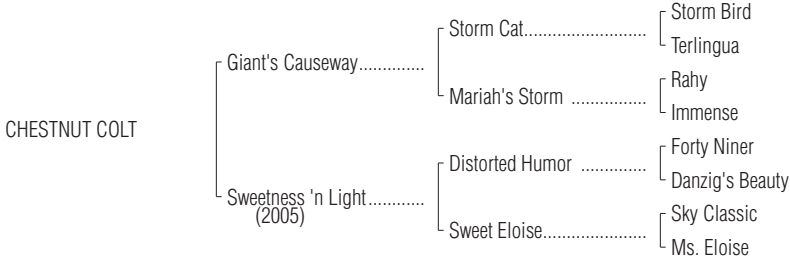 Storm Bird
Storm Cat..........................
Terlingua
Giant's Causeway..............
Rahy
Mariah's Storm ................
Immense
CHESTNUT COLT
Forty Niner
Distorted Humor ..............
Danzig's Beauty
Sweetness 'n Light............
(2005)
Sky Classic
Sweet Eloise......................
Ms. Eloise